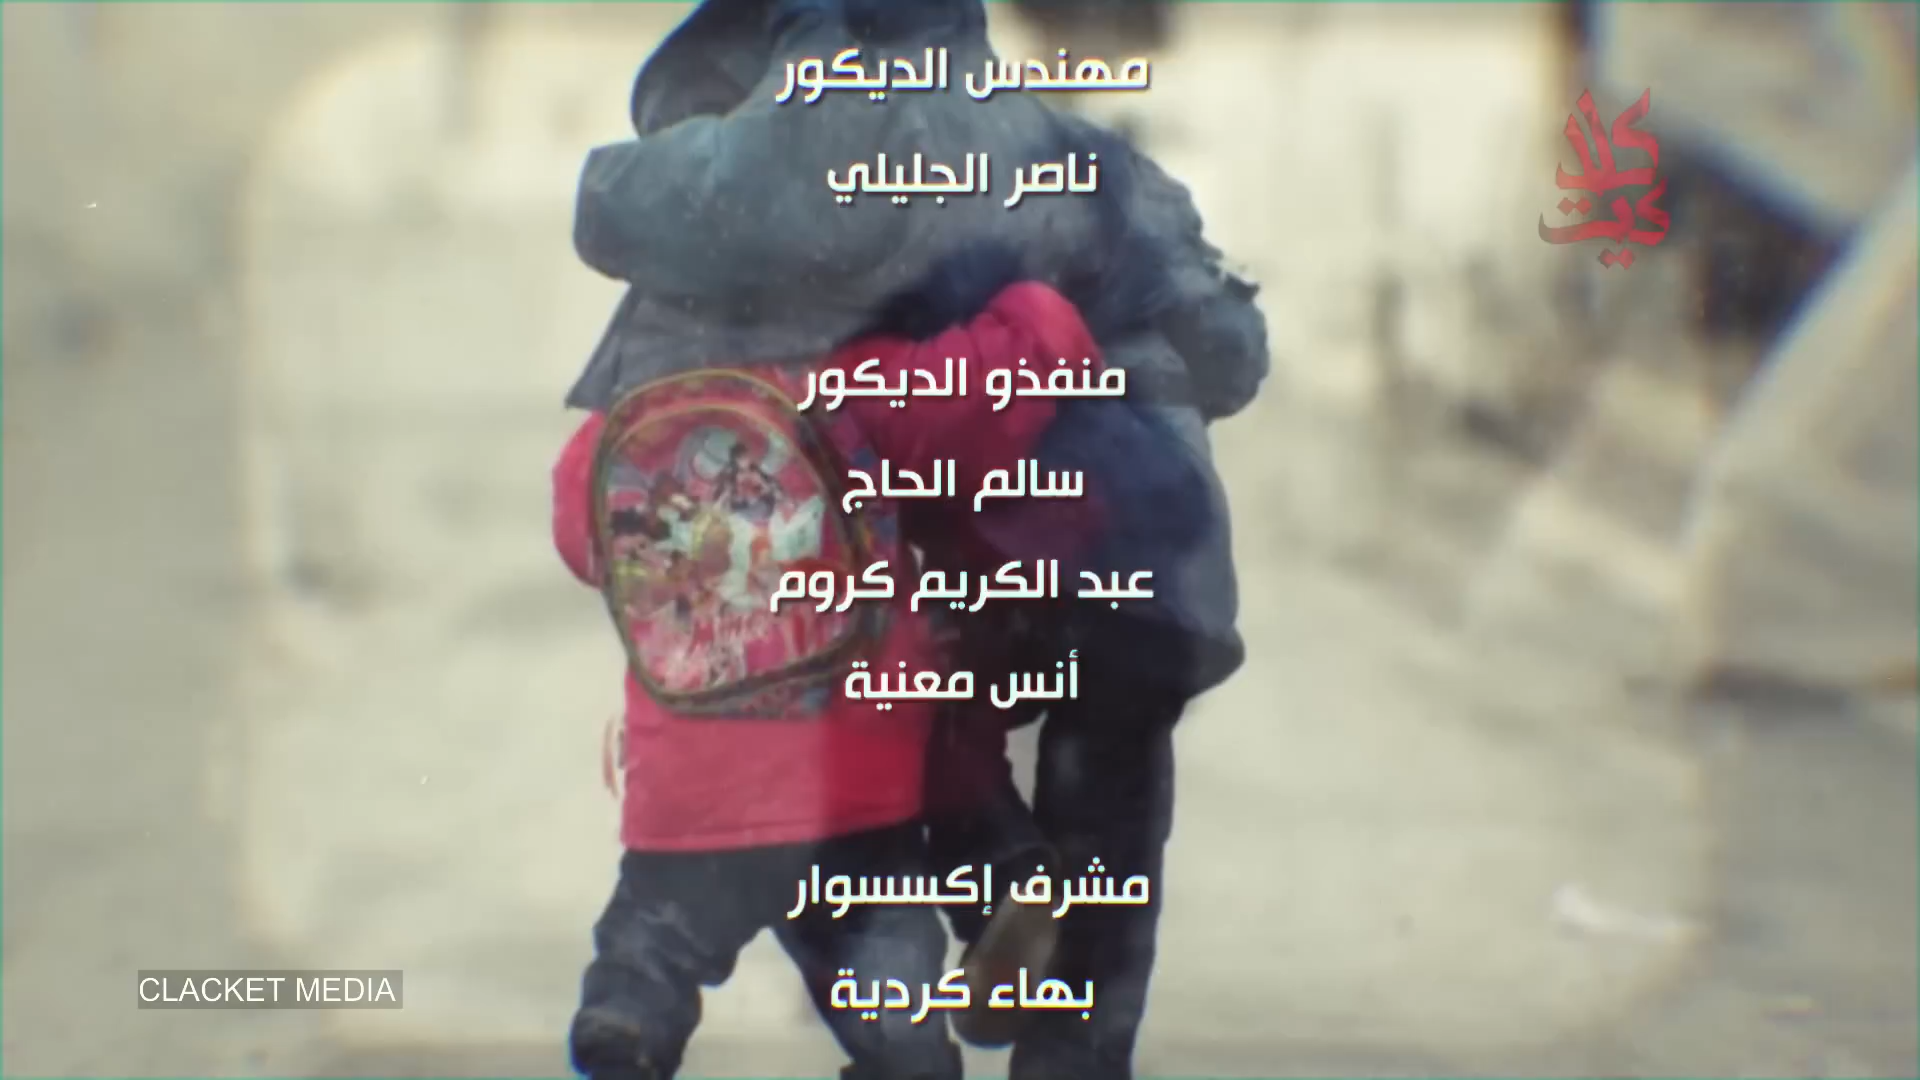 مهندس الديكور
ناصر الجليلي
كلاكيت
منفذو الديكور
سالم الحاج
عبد الكريم كروم
أنس معنية
مشرف إكسسوار
بهاء كردية
CLACKET MEDIA